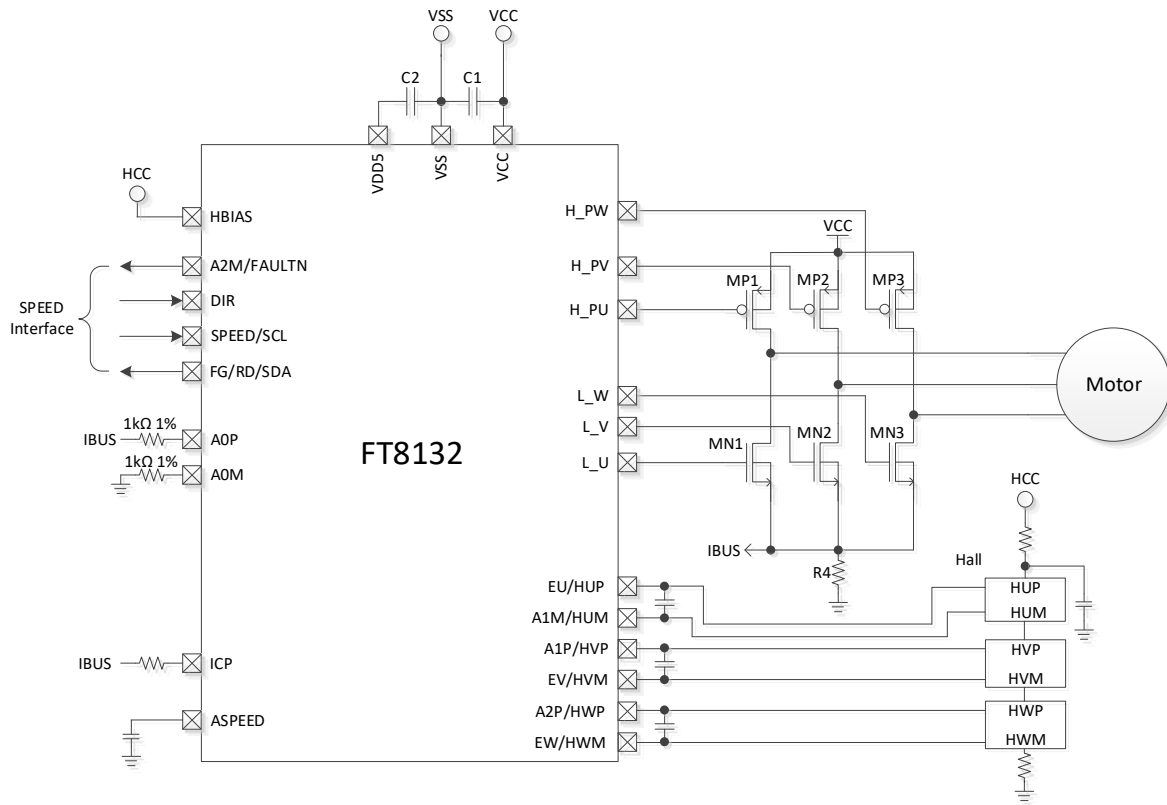 VSS
VCC
C2
C1
VDD5
VSS
VCC
HCC
HBIAS
A2M/FAULTN
DIR
SPEED/SCL
FG/RD/SDA
SPEED
Interface
IBUS
1kΩ 1%
A0P
1kΩ 1%
A0M
FT8132
IBUS
ICP
ASPEED
H_PW
H_PV
H_PU
L_W
L_V
L_U
EU/HUP
A1M/HUM
A1P/HVP
EV/HVM
A2P/HWP
EW/HWM
VCC
MP1
MP2
MP3
MN1
MN2
MN3
Motor
IBUS
R4
HCC
Hall
HUP
HUM
HVP
HVM
HWP
HWM